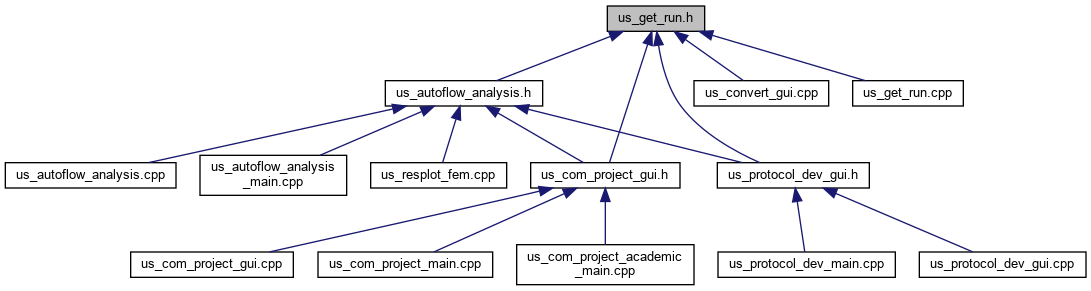 us_get_run.h
us_autoflow_analysis.h
us_convert_gui.cpp
us_get_run.cpp
us_autoflow_analysis.cpp
us_autoflow_analysis
_main.cpp
us_resplot_fem.cpp
us_com_project_gui.h
us_protocol_dev_gui.h
us_com_project_gui.cpp
us_com_project_main.cpp
us_com_project_academic
_main.cpp
us_protocol_dev_main.cpp
us_protocol_dev_gui.cpp